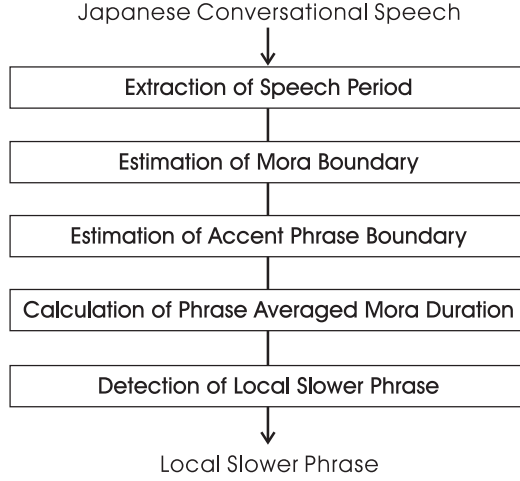 Japanese Conversational Speech
Extraction of Speech Period
Estimation of Mora Boundary
Estimation of Accent Phrase Boundary
Calculation of Phrase Averaged Mora Duration
Detection of Local Slower Phrase
Local Slower Phrase